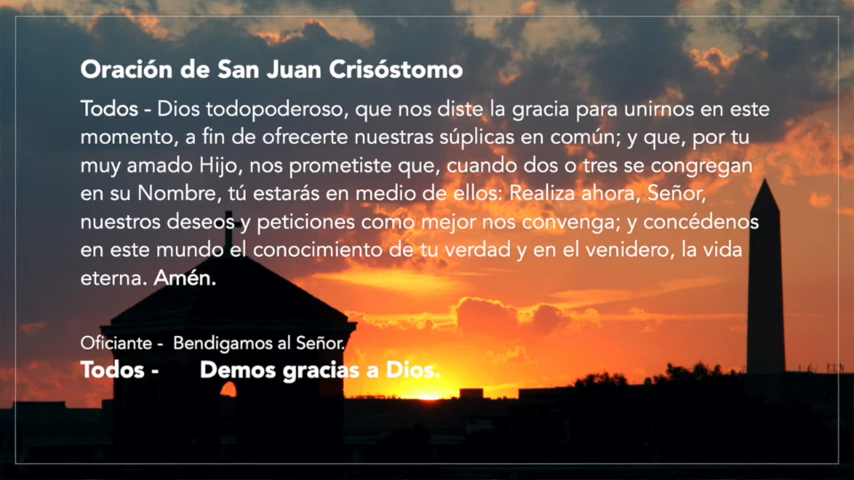 Oración de San Juan Crisóstomo
Todos - Dios todopoderoso, que nos diste la gracia para unirnos en este
momento, a fin de ofrecerte nuestras súplicas en común; y que, por tu
muy amado Hijo, nos prometiste que, cuando dos o tres se congregan
en su Nombre, tú estarás en medio de ellos: Realiza ahora, Señor,
nuestros deseos y peticiones como mejor nos convenga; y concédenos
en este mundo el conocimiento de tu verdad y en el venidero, la vida
eterna. Amén.
Oficiante - Bendigamos al Señor.
Todos - Demos gracias a Dios.